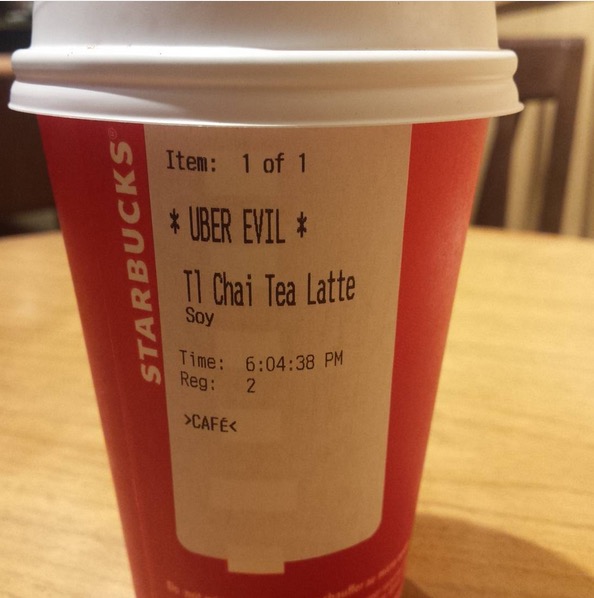 STARBUCKS
Item: 1 of 1
* UBER EVIL *
Tl Chai Tea Latte
Soy
Time: 6:04:38 PM
Reg: 2
>CAFÉ<